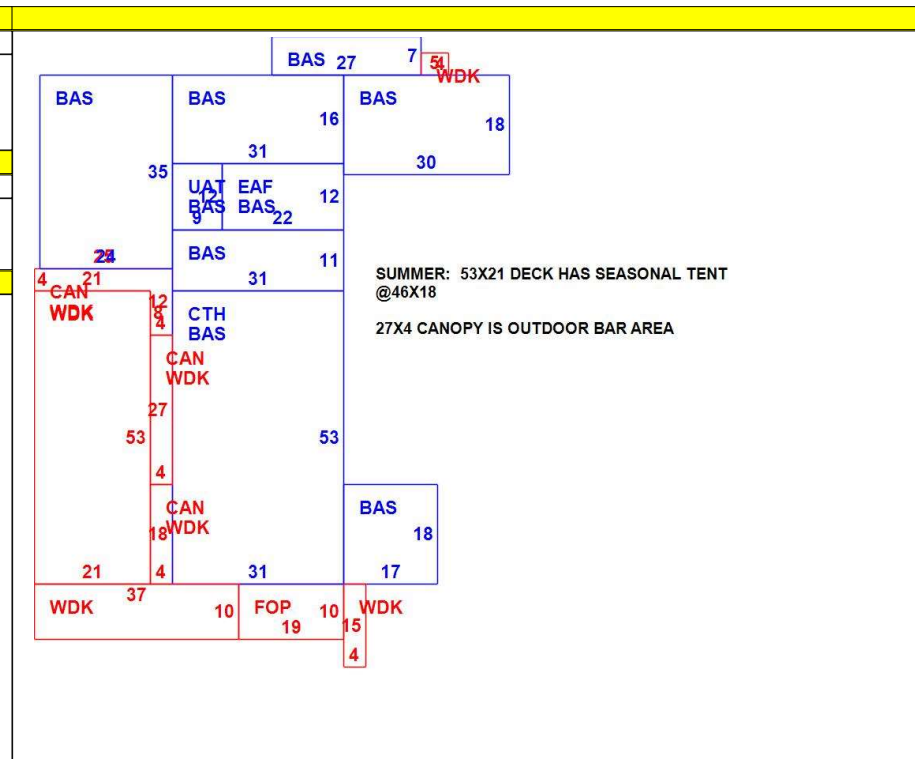 BAS 27 7 5 4
WDK
BAS BAS BAS
16 18
31 30
35
UAT EAF 12
12
BAS BAS
9 22
BAS 11
24 25
4 21 31
CAN
WDK
12
8
4
CTH
BAS
SUMMER: 53X21 DECK HAS SEASONAL TENT
@46X18
27X4 CANOPY IS OUTDOOR BAR AREA
CAN
WDK
27
53 53
4
CAN BAS
18 WDK 18
21 4 31 17
37
WDK 10 FOP 10 WDK
19 15
4